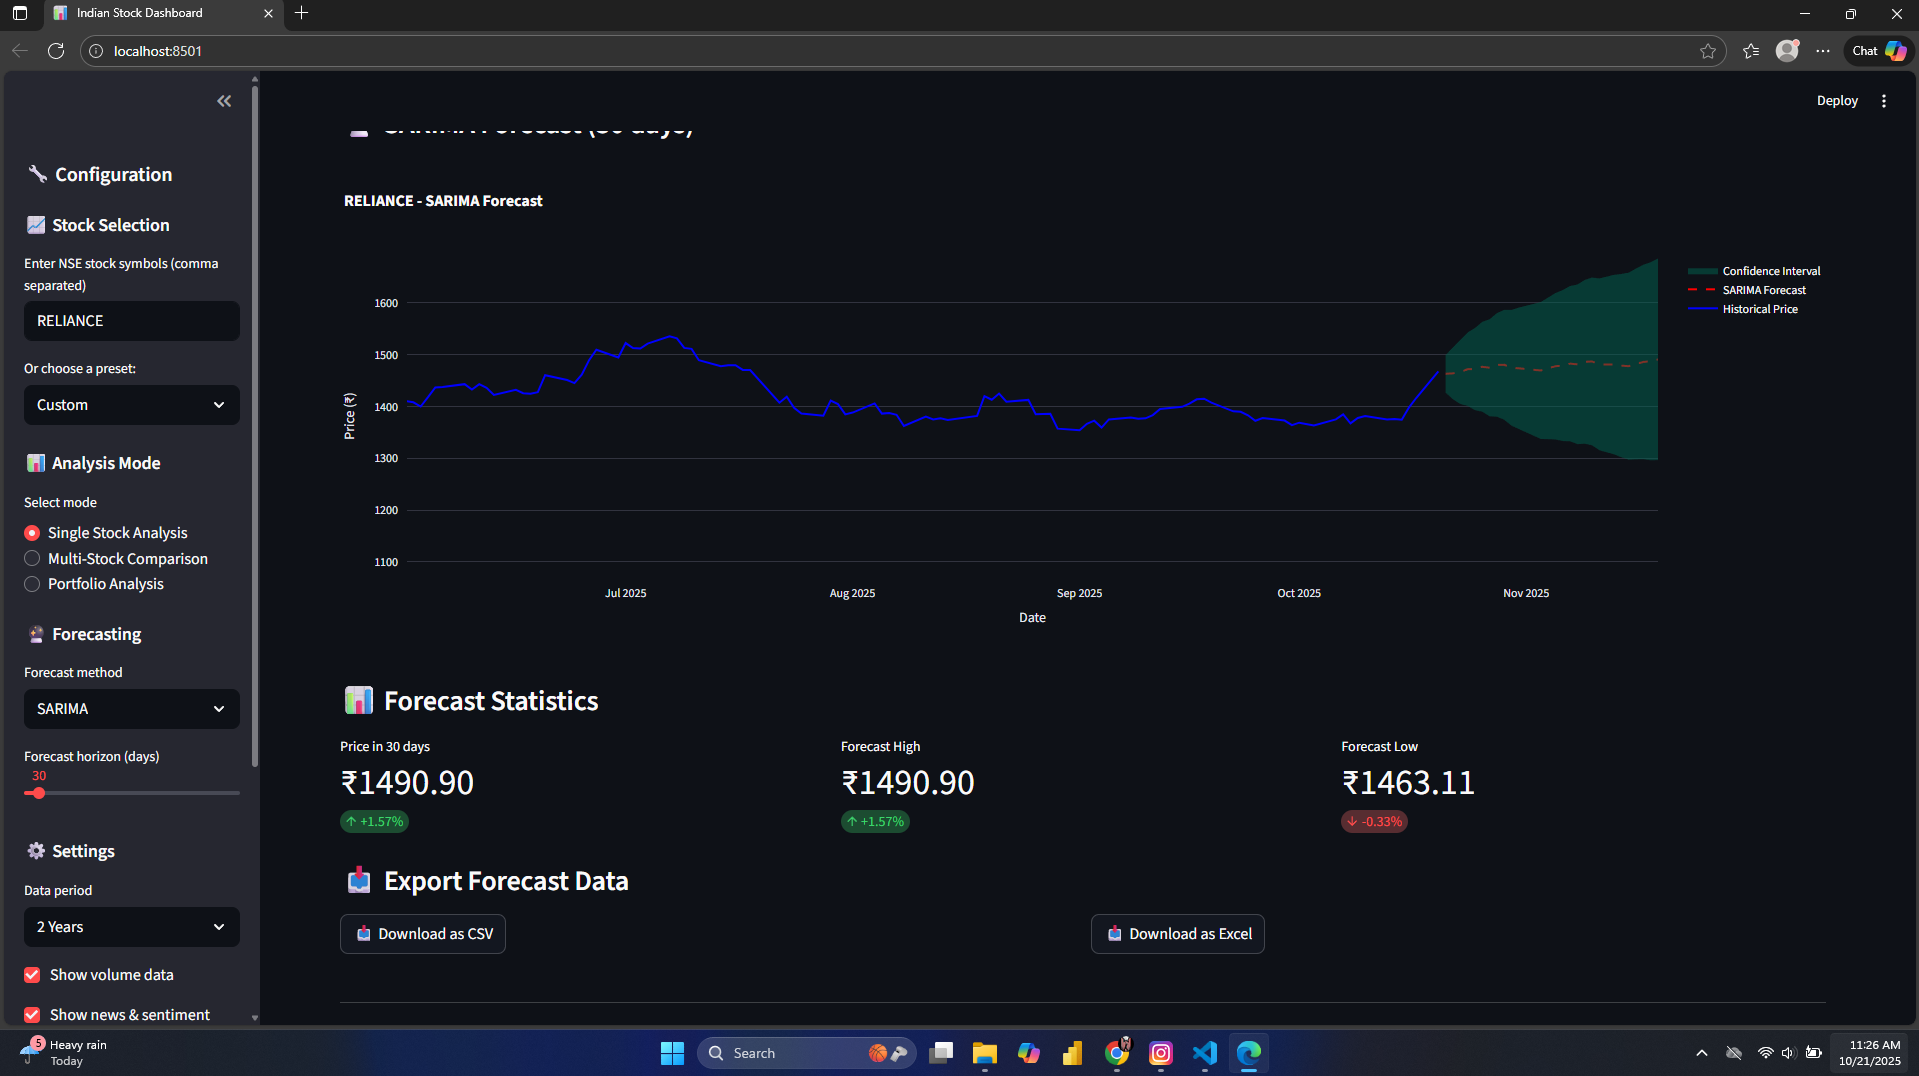 Indian Stock Dashboard
localhost:8501
Chat
Deploy
Configuration
Stock Selection
Enter NSE stock symbols (comma
separated)
RELIANCE
Or choose a preset:
Custom
Analysis Mode
Select mode
Single Stock Analysis
Multi-Stock Comparison
Portfolio Analysis
Forecasting
Forecast method
SARIMA
Forecast horizon (days)
30
Settings
Data period
2 Years
Show volume data
Show news & sentiment
SARIMA Forecast (30 days)
RELIANCE - SARIMA Forecast
Confidence Interval
SARIMA Forecast
Historical Price
Price (₹)
1600
1500
1400
1300
1200
1100
Jul 2025
Aug 2025
Sep 2025
Oct 2025
Nov 2025
Date
Forecast Statistics
Price in 30 days
₹1490.90
+1.57%
Forecast High
₹1490.90
+1.57%
Forecast Low
₹1463.11
-0.33%
Export Forecast Data
Download as CSV
Download as Excel
5
Heavy rain
Today
Search
11:26 AM
10/21/2025